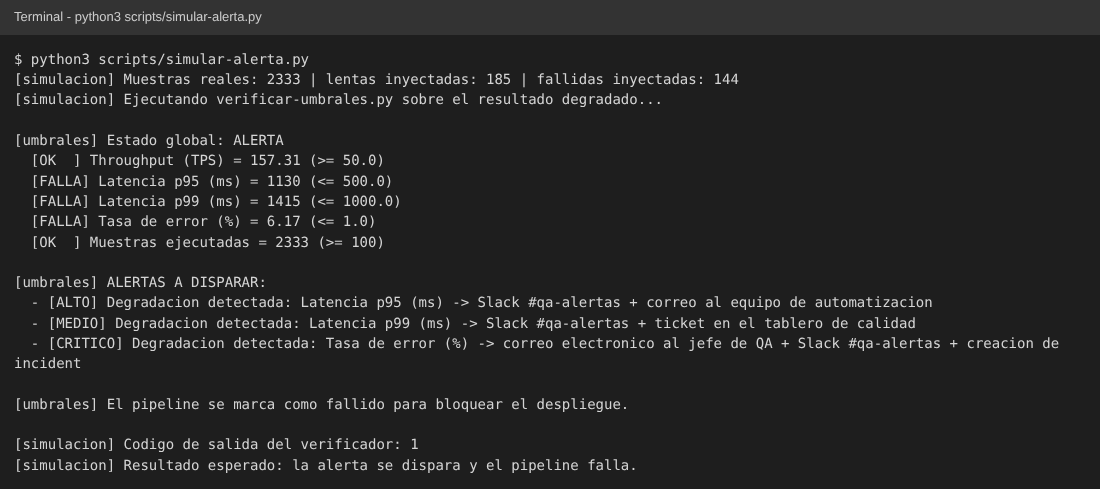 Terminal - python3 scripts/simular-alerta.py
$ python3 scripts/simular-alerta.py
[simulacion] Muestras reales: 2333 | lentas inyectadas: 185 | fallidas inyectadas: 144
[simulacion] Ejecutando verificar-umbrales.py sobre el resultado degradado...
[umbrales] Estado global: ALERTA
  [OK  ] Throughput (TPS) = 157.31 (>= 50.0)
  [FALLA] Latencia p95 (ms) = 1130 (<= 500.0)
  [FALLA] Latencia p99 (ms) = 1415 (<= 1000.0)
  [FALLA] Tasa de error (%) = 6.17 (<= 1.0)
  [OK  ] Muestras ejecutadas = 2333 (>= 100)
[umbrales] ALERTAS A DISPARAR:
  - [ALTO] Degradacion detectada: Latencia p95 (ms) -> Slack #qa-alertas + correo al equipo de automatizacion
  - [MEDIO] Degradacion detectada: Latencia p99 (ms) -> Slack #qa-alertas + ticket en el tablero de calidad
  - [CRITICO] Degradacion detectada: Tasa de error (%) -> correo electronico al jefe de QA + Slack #qa-alertas + creacion de
incident
[umbrales] El pipeline se marca como fallido para bloquear el despliegue.
[simulacion] Codigo de salida del verificador: 1
[simulacion] Resultado esperado: la alerta se dispara y el pipeline falla.